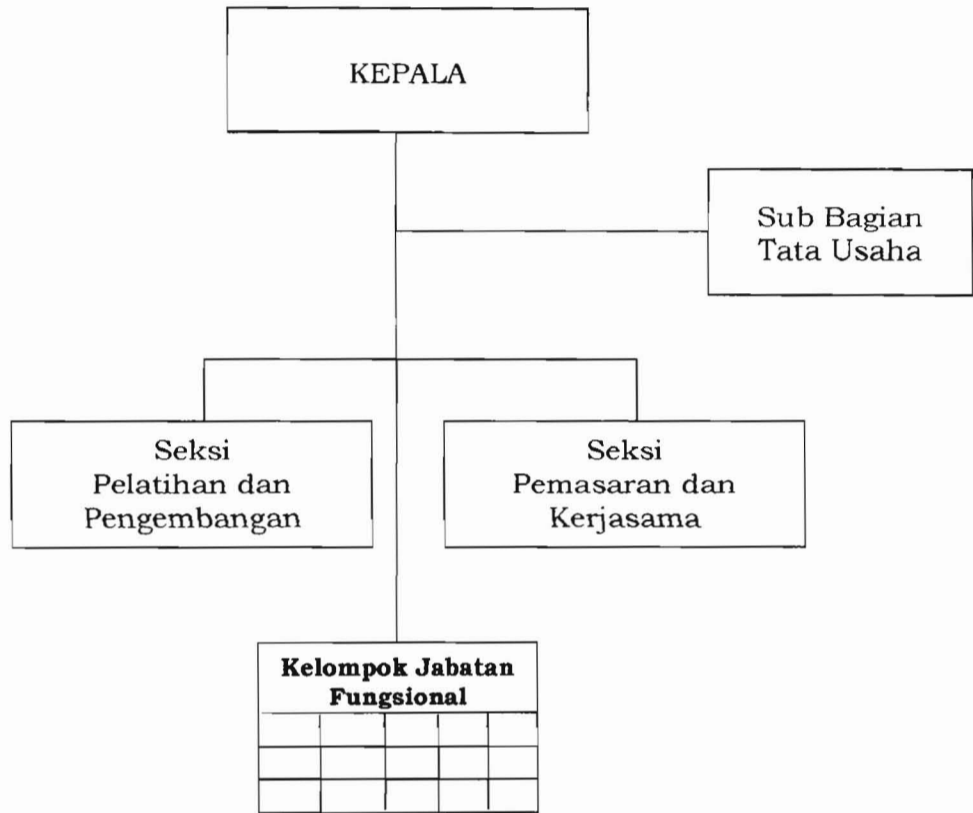 KEPALA
Sub Bagian
Tata Usaha
Seksi
Pelatihan dan
Pengembangan
Seksi
Pemasaran dan
Kerjasama
Kelompok Jabatan
Fungsional